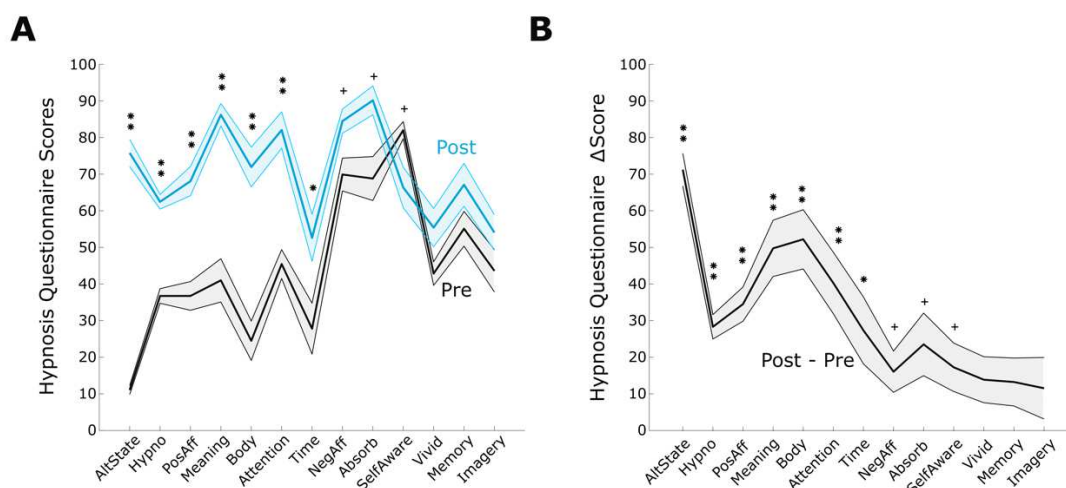 A
B
Hypnosis Questionnaire Scores
100
90
80
70
60
50
40
30
20
10
0
**
**
**
**
**
**
*
+
+
+
Post
Pre
AltState
Hypno
PosAff
Meaning
Body
Attention
Time
NegAff
Absorb
SelfAware
Vivid
Memory
Imagery
Hypnosis Questionnaire ΔScore
100
90
80
70
60
50
40
30
20
10
0
**
**
**
**
**
**
*
+
+
+
Post - Pre
AltState
Hypno
PosAff
Meaning
Body
Attention
Time
NegAff
Absorb
SelfAware
Vivid
Memory
Imagery